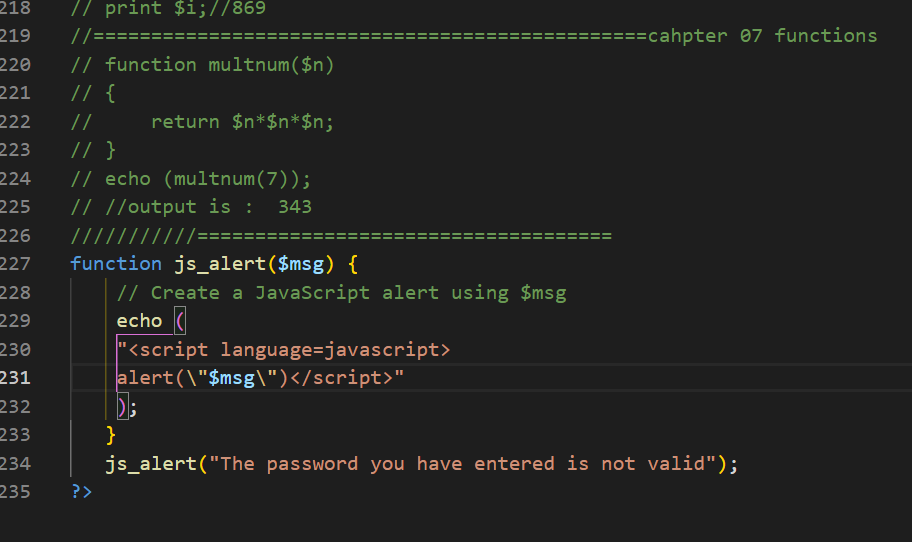 218 // print $i;//869
219 //================================================cahpter 07 functions
220 // function multnum($n)
221 // {
222 //     return $n*$n*$n;
223 // }
224 // echo (multnum(7));
225 // //output is :  343
226 ///////////====================================
227 function js_alert($msg) {
228     // Create a JavaScript alert using $msg
229     echo (
230     "<script language=javascript>
231     alert(\"$msg\")</script>"
232     );
233    }
234    js_alert("The password you have entered is not valid");
235 ?>